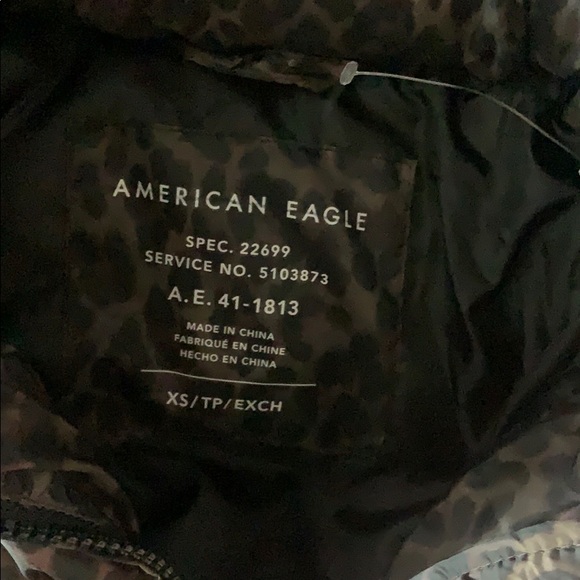 AMERICAN EAGLE
SPEC. 22699
SERVICE NO. 5103873
A.E. 41-1813
MADE IN CHINA
FABRIQUÉ EN CHINE
HECHO EN CHINA
XS/TP/EXCH